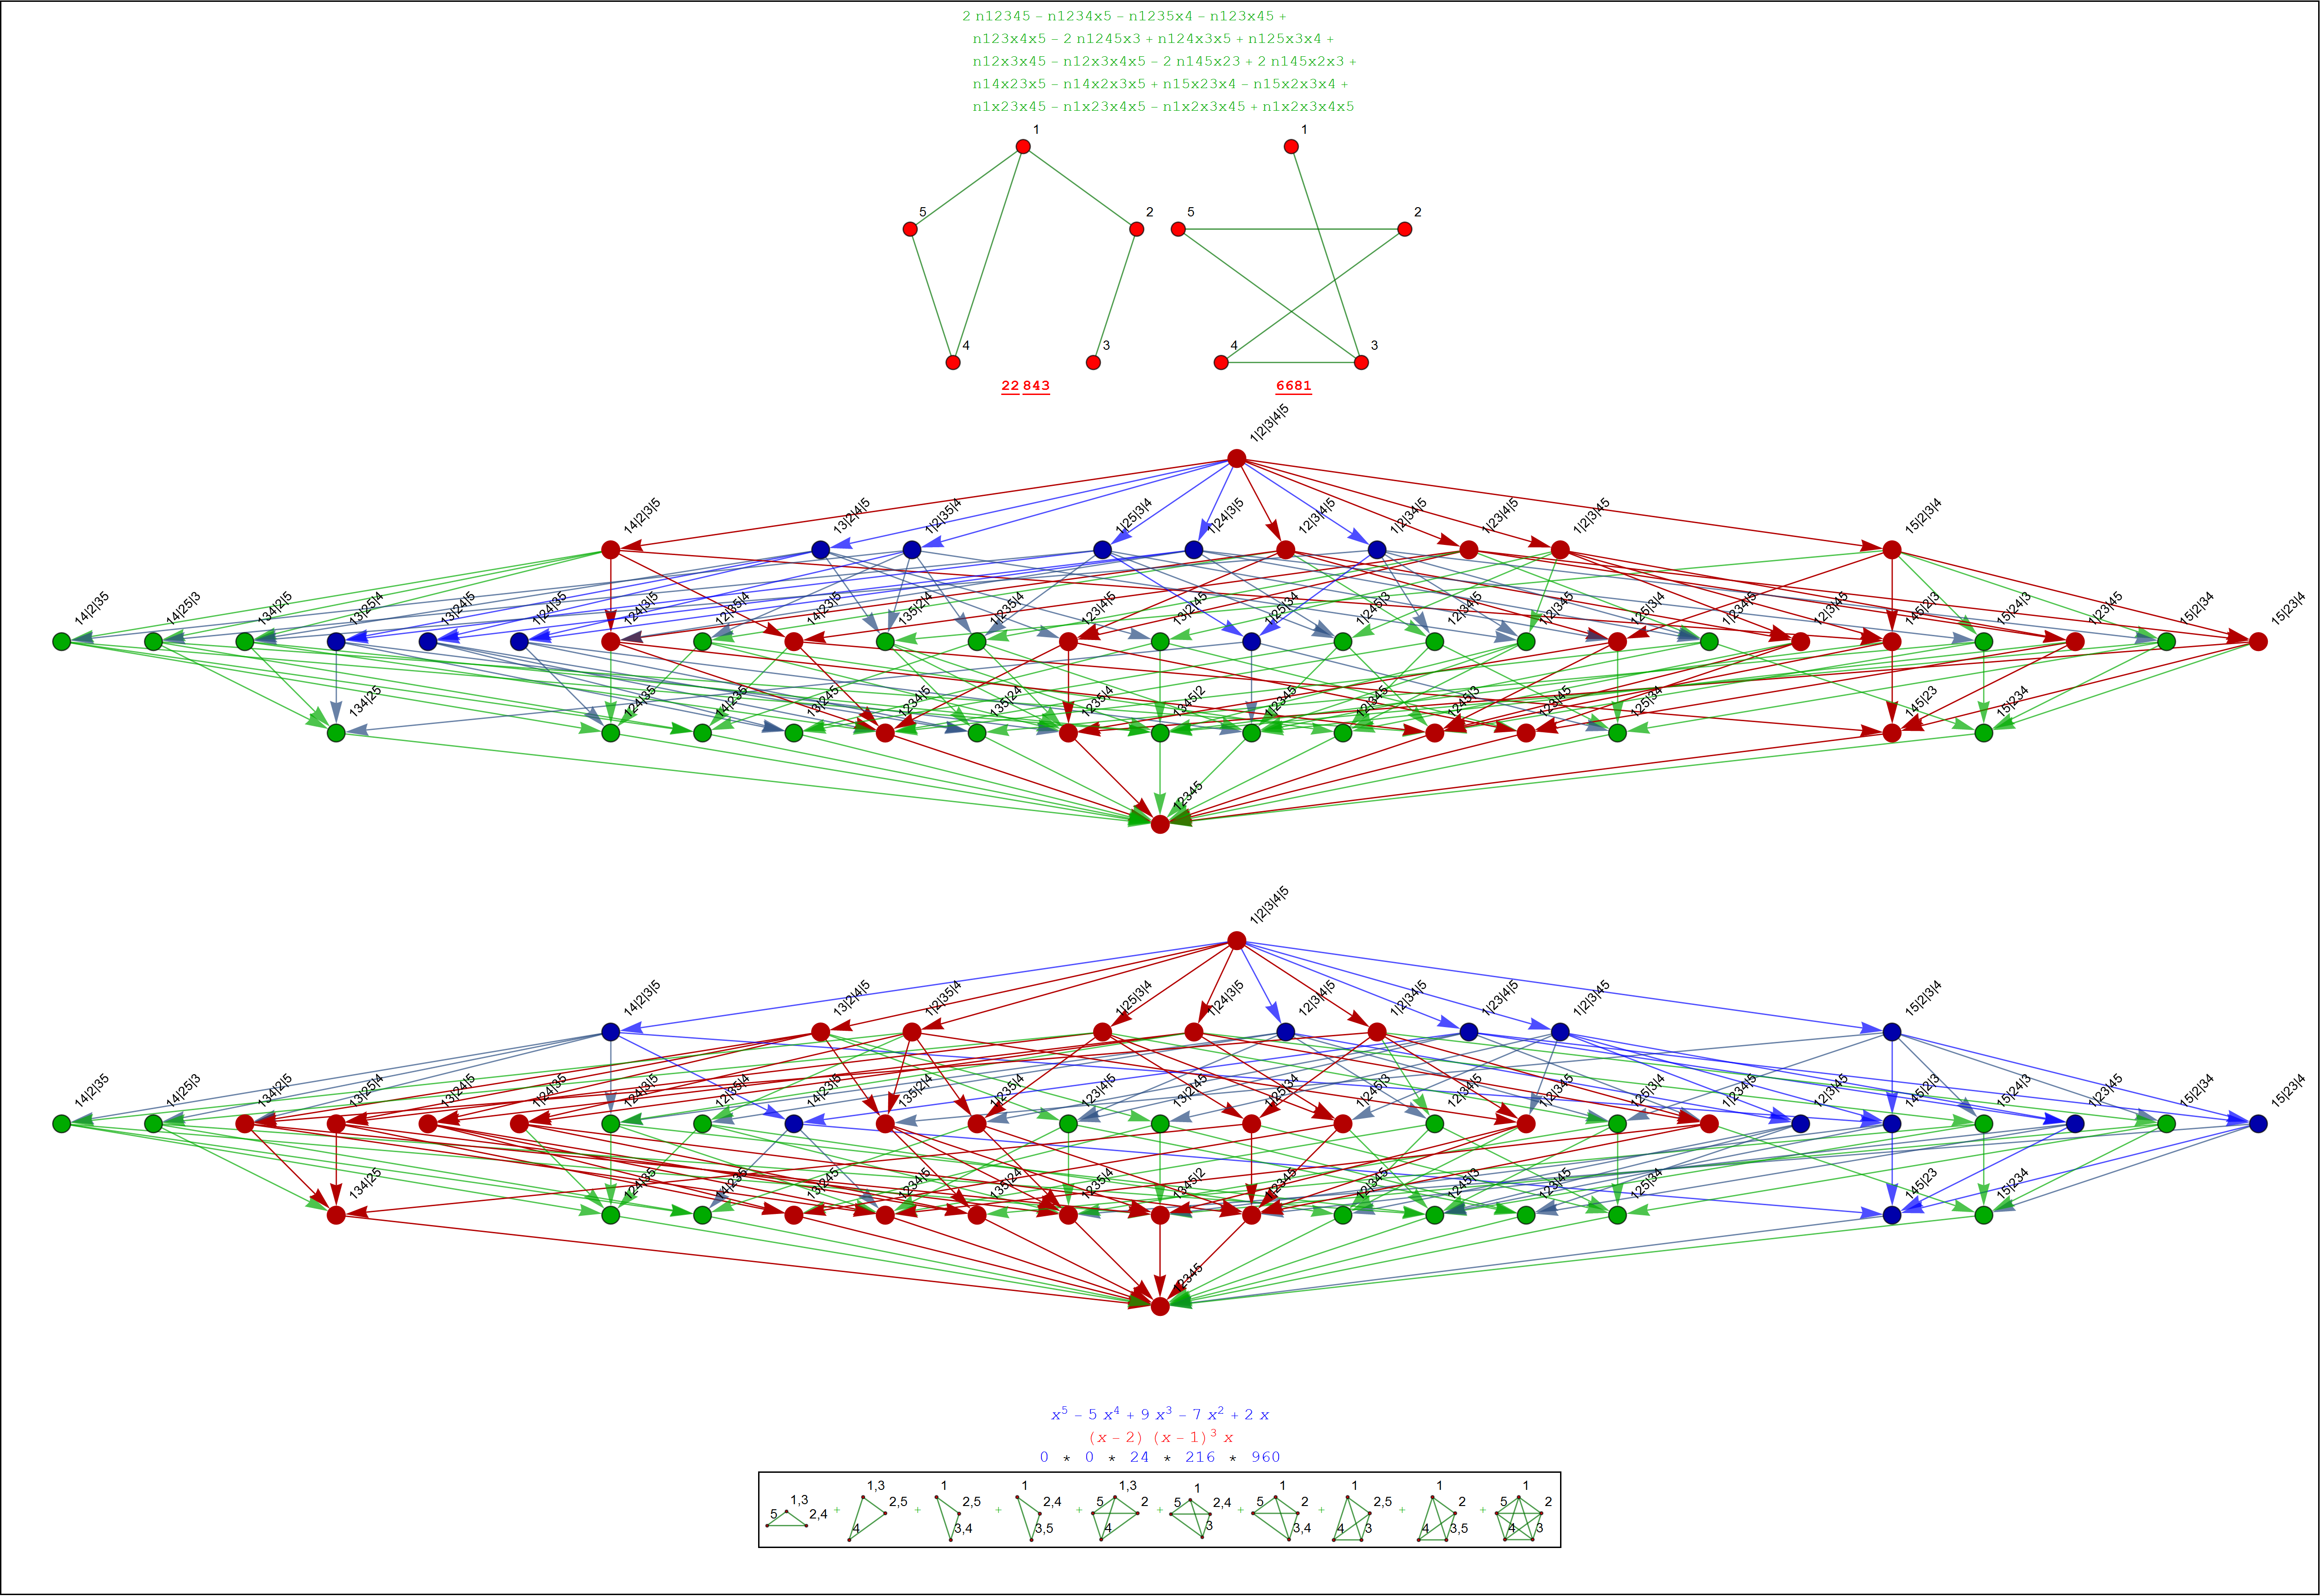 2 n12345 − n1234x5 − n1235x4 − n123x45 +
n123x4x5 − 2 n1245x3 + n124x3x5 + n125x3x4 +
n12x3x45 − n12x3x4x5 − 2 n145x23 + 2 n145x2x3 +
n14x23x5 − n14x2x3x5 + n15x23x4 − n15x2x3x4 +
n1x23x45 − n1x23x4x5 − n1x2x3x45 + n1x2x3x4x5
1 1
5 2 5 2
4 3 4 3
22 843 6681
1|2|3|4|5
14|2|3|5 13|2|4|5 1|2|35|4 1|25|3|4 1|24|3|5 12|3|4|5 1|2|34|5 1|23|4|5 1|2|3|45 15|2|3|4
14|2|35 14|25|3 134|2|5 13|25|4 13|24|5 1|24|35 124|3|5 12|35|4 14|23|5 135|2|4 1|235|4 123|4|5 13|2|45 1|25|34 1|245|3 12|34|5 1|2|345 125|3|4 1|234|5 12|3|45 145|2|3 15|24|3 1|23|45 15|2|34 15|23|4
134|25 124|35 14|235 13|245 1234|5 135|24 1235|4 1345|2 1|2345 12|345 1245|3 123|45 125|34 145|23 15|234
12345
1|2|3|4|5
14|2|3|5 13|2|4|5 1|2|35|4 1|25|3|4 1|24|3|5 12|3|4|5 1|2|34|5 1|23|4|5 1|2|3|45 15|2|3|4
14|2|35 14|25|3 134|2|5 13|25|4 13|24|5 1|24|35 124|3|5 12|35|4 14|23|5 135|2|4 1|235|4 123|4|5 13|2|45 1|25|34 1|245|3 12|34|5 1|2|345 125|3|4 1|234|5 12|3|45 145|2|3 15|24|3 1|23|45 15|2|34 15|23|4
134|25 124|35 14|235 13|245 1234|5 135|24 1235|4 1345|2 1|2345 12|345 1245|3 123|45 125|34 145|23 15|234
12345
x⁵ − 5 x⁴ + 9 x³ − 7 x² + 2 x
(x − 2) (x − 1)³ x
0 * 0 * 24 * 216 * 960
5 1,3 2,4 + 1,3 2,5 4 + 1 2,5 3,4 + 1 2,4 3,5 + 1,3 5 2 4 + 1 5 2,4 3 + 1 5 2 3,4 + 1 2,5 4 3 + 1 2 4 3,5 + 1 5 2 4 3